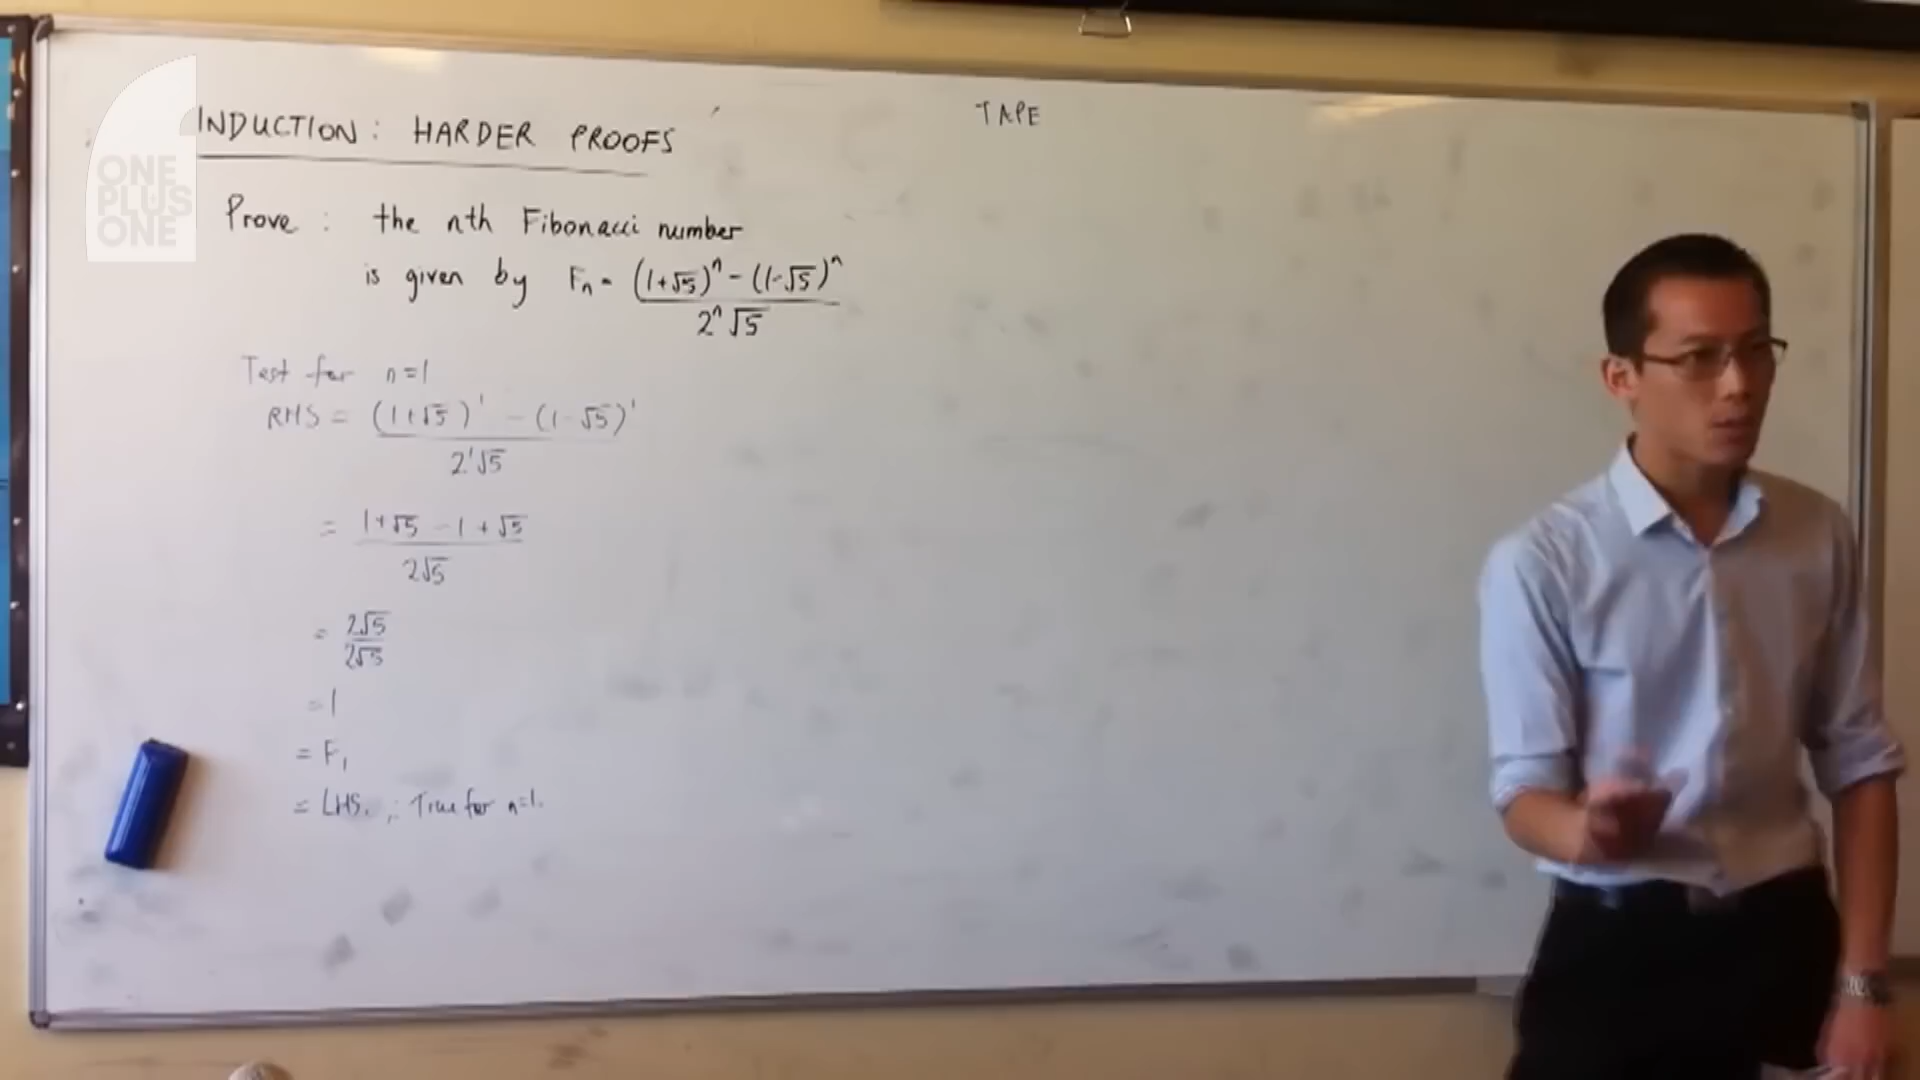 ONE
PLUS
ONE
INDUCTION: HARDER PROOFS
TAPE
Prove: the nth Fibonacci number
is given by Fn = (1+√5)^n - (1-√5)^n
2^n √5
Test for n=1
RHS = (1+√5)^1 - (1-√5)^1
2^1√5
= 1+√5 - 1 + √5
2√5
= 2√5
2√5
= 1
= F₁
= LHS. ∴ True for n=1.